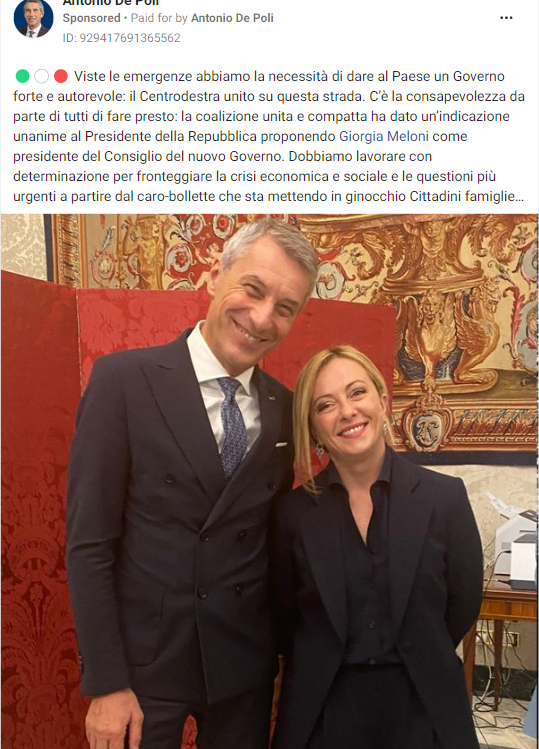 Antonio De Poli
Sponsored • Paid for by Antonio De Poli
ID: 929417691365562
Viste le emergenze abbiamo la necessità di dare al Paese un Governo
forte e autorevole: il Centrodestra unito su questa strada. C'è la consapevolezza da
parte di tutti di fare presto: la coalizione unita e compatta ha dato un'indicazione
unanime al Presidente della Repubblica proponendo Giorgia Meloni come
presidente del Consiglio del nuovo Governo. Dobbiamo lavorare con
determinazione per fronteggiare la crisi economica e sociale e le questioni più
urgenti a partire dal caro-bollette che sta mettendo in ginocchio Cittadini famiglie…